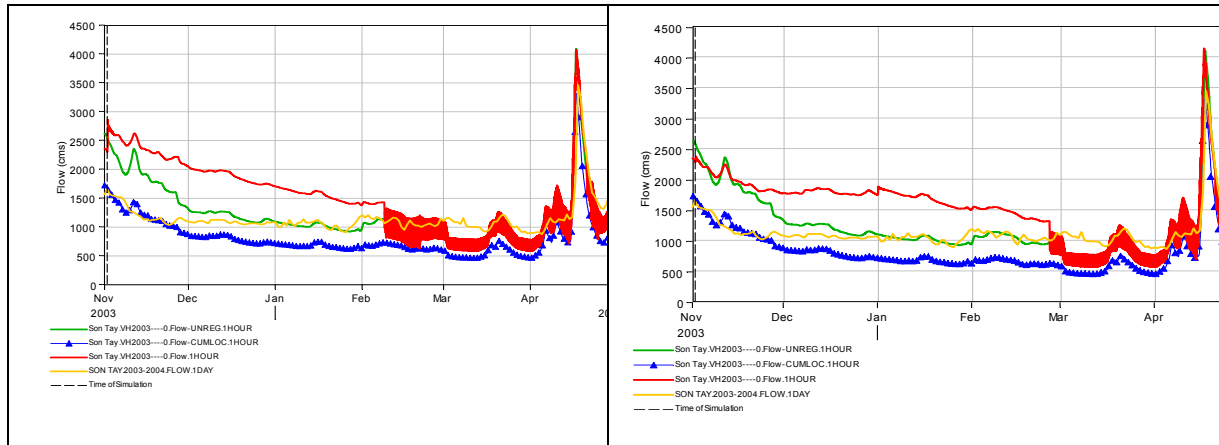 4500
4000
3500
3000
2500
2000
1500
1000
500
0
Flow (cms)
Nov Dec Jan Feb Mar Apr
2003 20
Son Tay.VH2003----0.Flow-UNREG.1HOUR
Son Tay.VH2003----0.Flow-CUMLOC.1HOUR
Son Tay.VH2003----0.Flow.1HOUR
SON TAY.2003-2004.FLOW.1DAY
Time of Simulation
4500
4000
3500
3000
2500
2000
1500
1000
500
0
Flow (cms)
Nov Dec Jan Feb Mar Apr
2003
Son Tay.VH2003----0.Flow-UNREG.1HOUR
Son Tay.VH2003----0.Flow-CUMLOC.1HOUR
Son Tay.VH2003----0.Flow.1HOUR
SON TAY.2003-2004.FLOW.1DAY
Time of Simulation